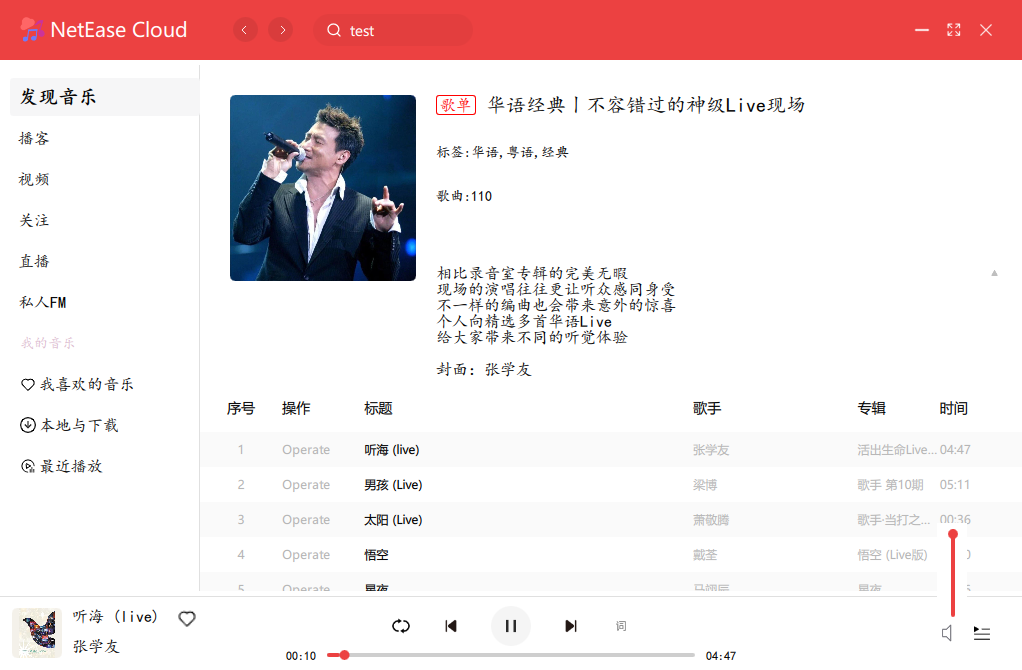 NetEase Cloud
test
发现音乐
播客
视频
关注
直播
私人FM
我的音乐
我喜欢的音乐
本地与下载
最近播放
歌单 华语经典丨不容错过的神级Live现场
标签:华语,粤语,经典
歌曲:110
相比录音室专辑的完美无暇
现场的演唱往往更让听众感同身受
不一样的编曲也会带来意外的惊喜
个人向精选多首华语Live
给大家带来不同的听觉体验
封面: 张学友
序号 操作 标题 歌手 专辑 时间
1 Operate 听海 (live) 张学友 活出生命Live... 04:47
2 Operate 男孩 (Live) 梁博 歌手 第10期 05:11
3 Operate 太阳 (Live) 萧敬腾 歌手·当打之... 00:36
4 Operate 悟空 戴荃 悟空 (Live版) 0
5 Operate 星夜
听海 (live)
张学友
词
00:10 04:47